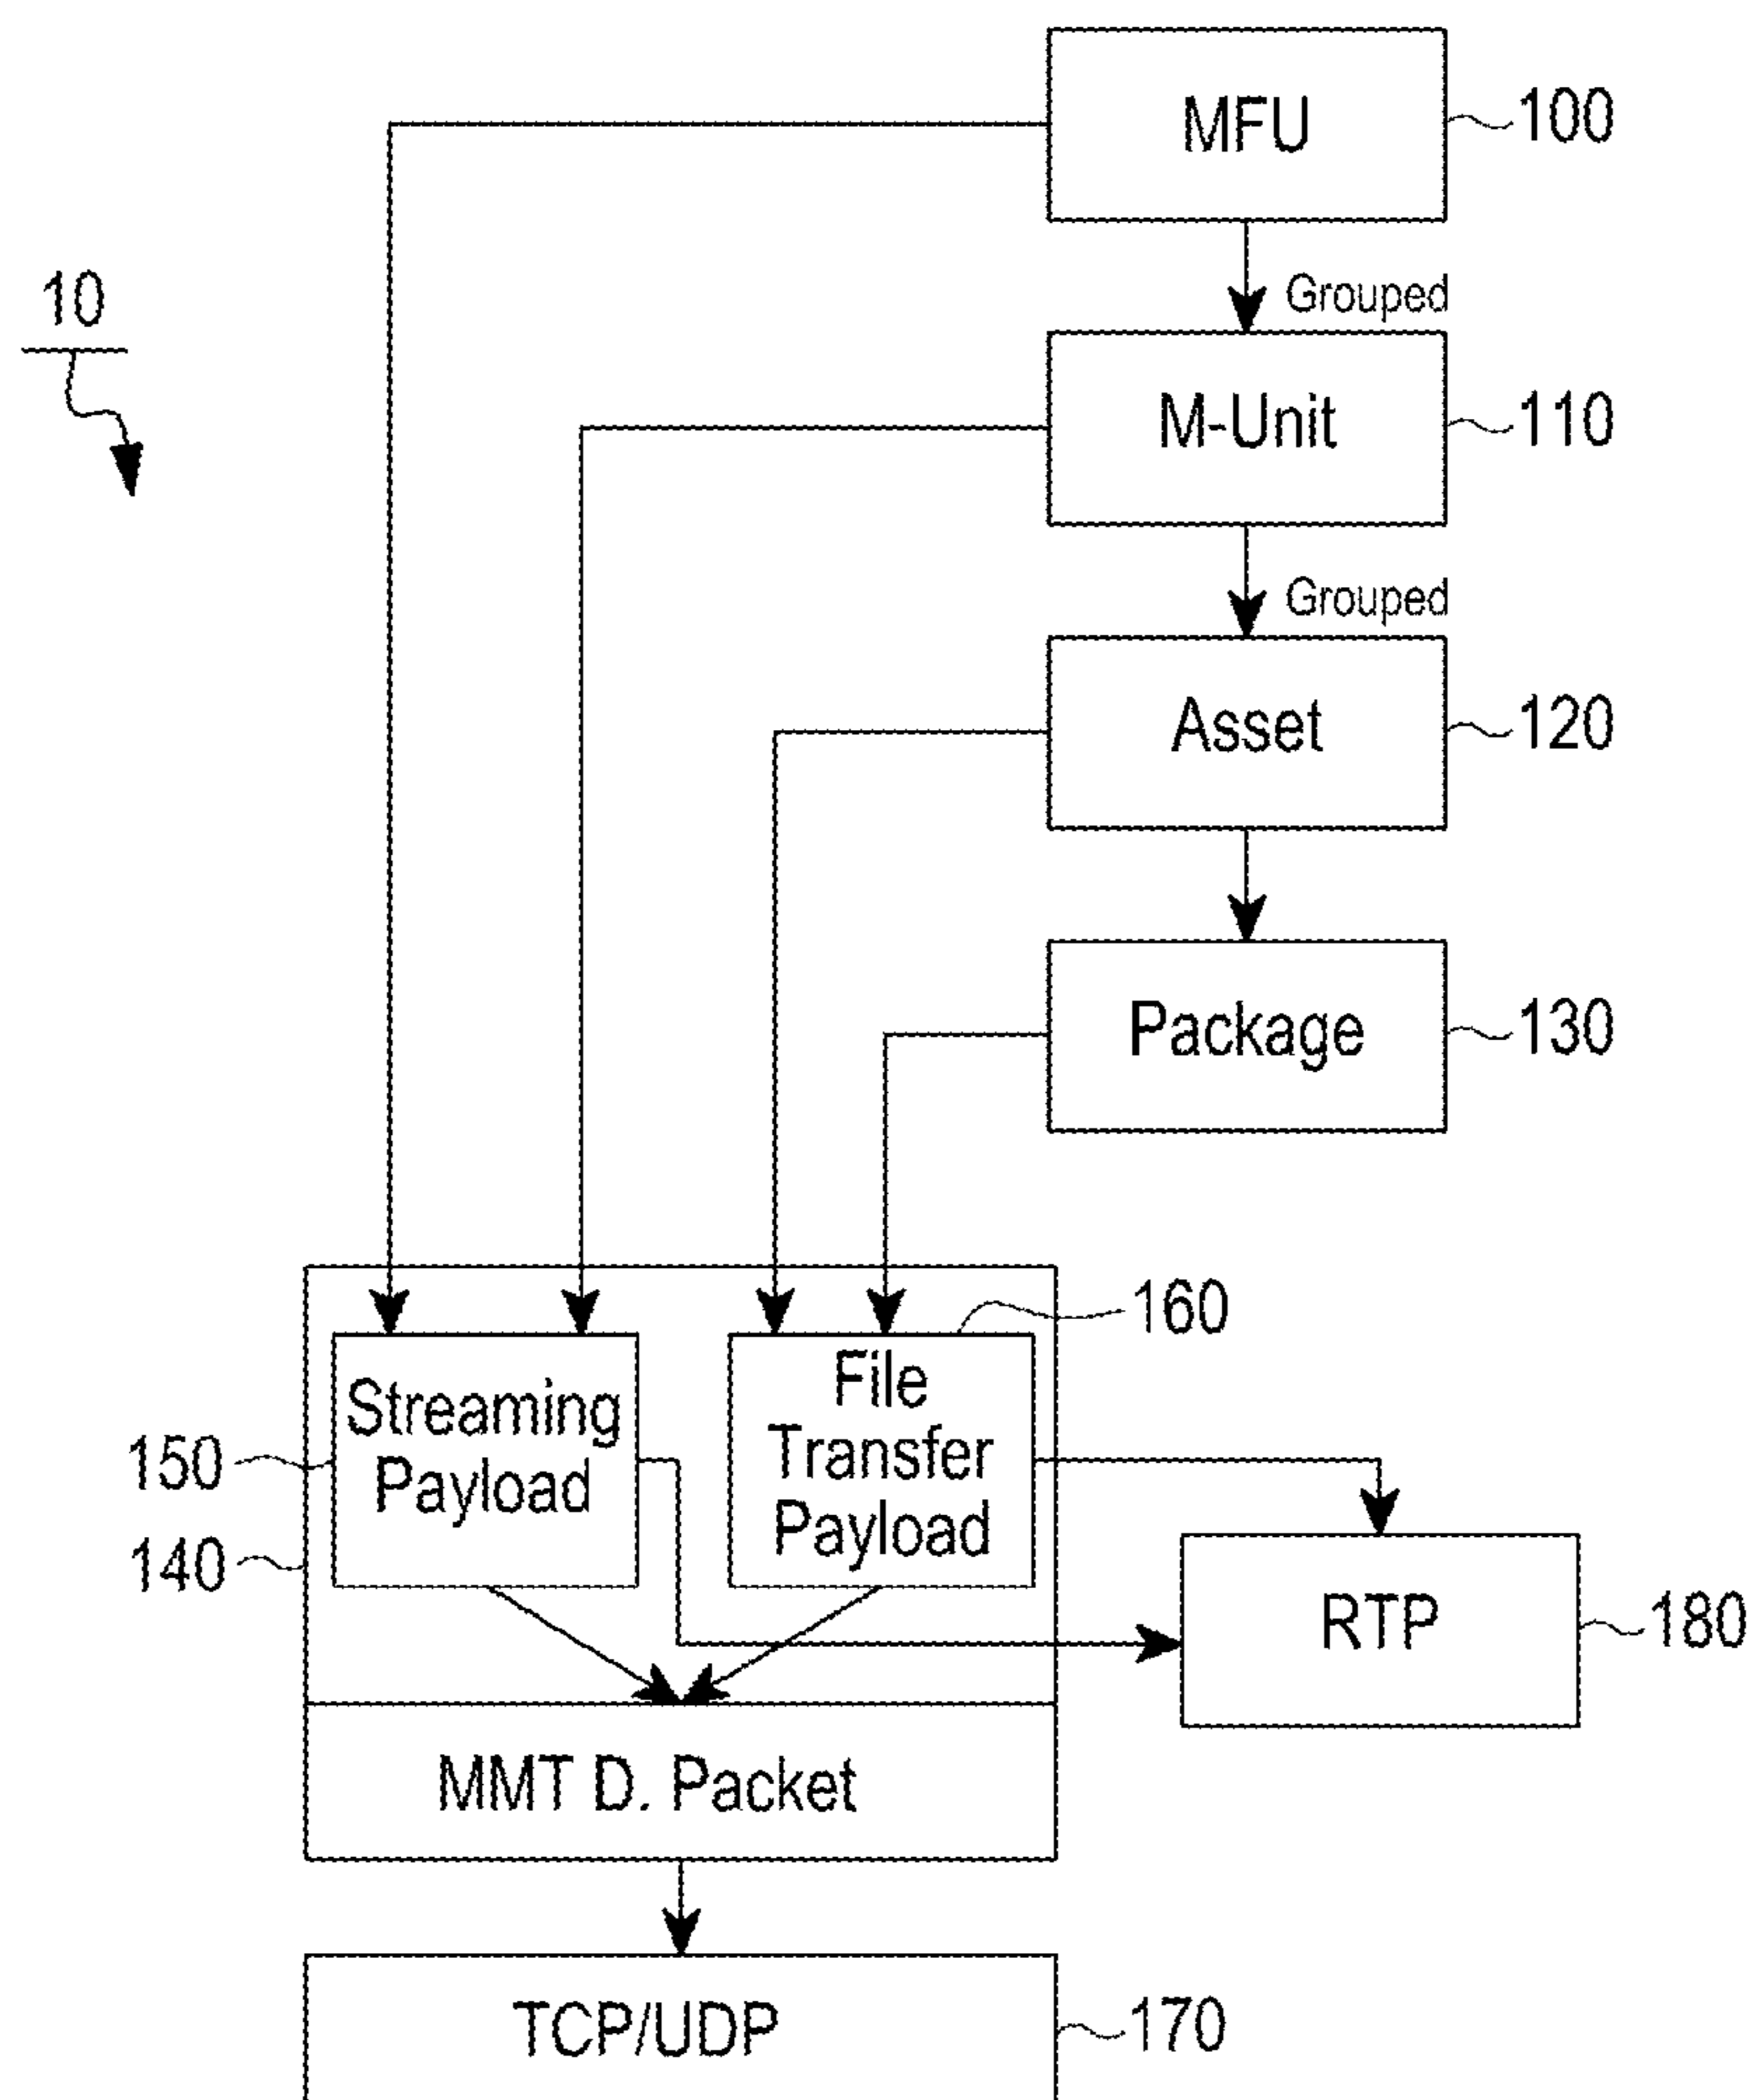 MFU
100
Grouped
10
M-Unit
110
Grouped
Asset
120
Package
130
160
Streaming
Payload
File
Transfer
Payload
150
140
RTP
180
MMT D. Packet
TCP/UDP
170